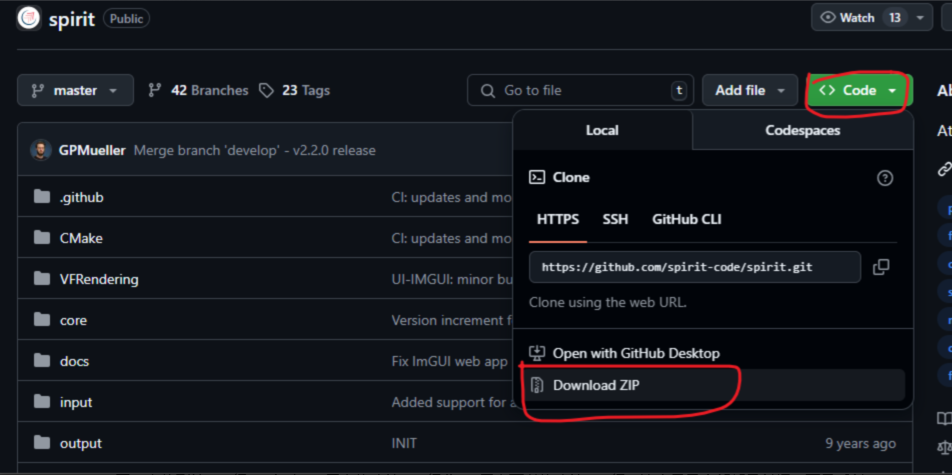 spirit Public Watch 13
master 42 Branches 23 Tags Go to file t Add file <> Code
Local Codespaces
GPMueller Merge branch 'develop' - v2.2.0 release
Clone
.github CI: updates and mo
HTTPS SSH GitHub CLI
CMake CI: updates and mo
https://github.com/spirit-code/spirit.git
VFRendering UI-IMGUI: minor bu
Clone using the web URL.
core Version increment f
Open with GitHub Desktop
docs Fix ImGUI web app
Download ZIP
input Added support for a
output INIT 9 years ago